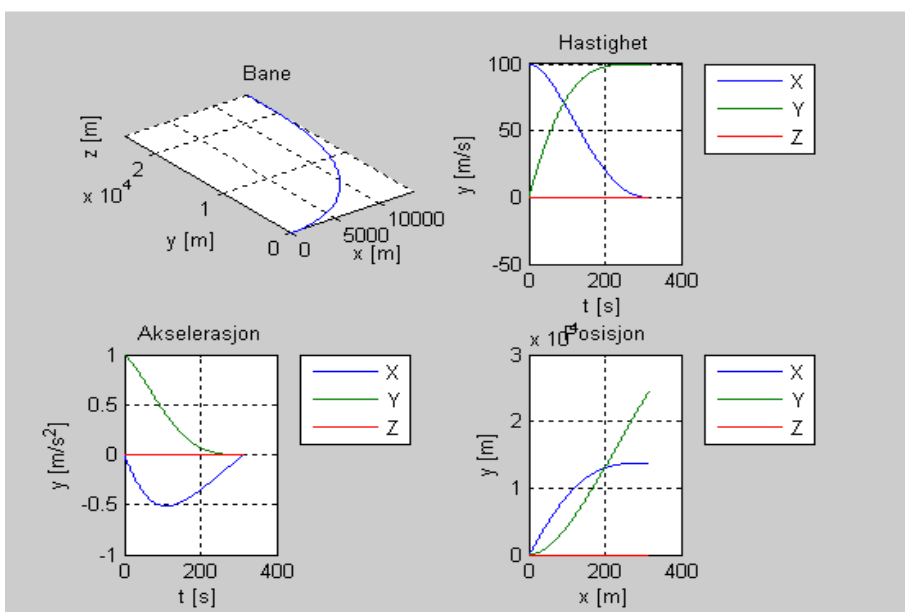 Bane
z [m]
2
x 10^4
1
y [m]
0
0
5000
10000
x [m]
Hastighet
100
50
0
-50
y [m/s]
0
200
400
t [s]
X
Y
Z
Akselerasjon
1
0.5
0
-0.5
-1
y [m/s^2]
0
200
400
t [s]
X
Y
Z
x 10^4
Posisjon
3
2
1
0
y [m]
0
200
400
x [m]
X
Y
Z